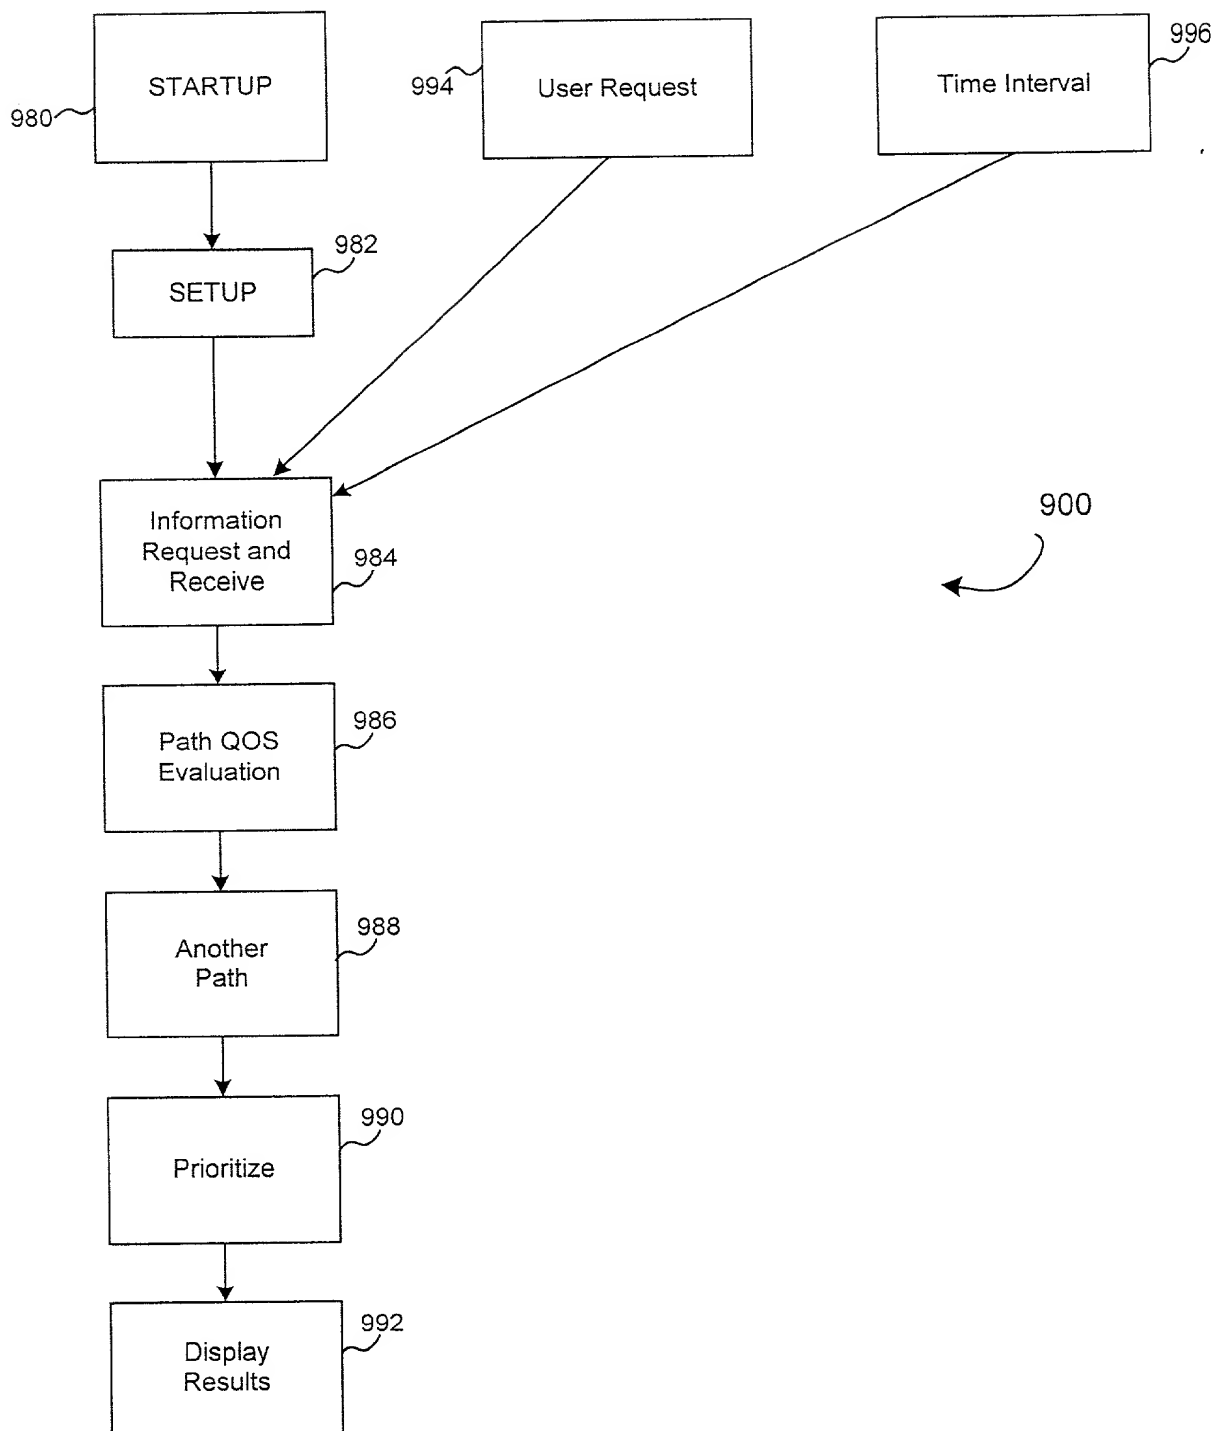 STARTUP
980
994
User Request
996
Time Interval
982
SETUP
Information
Request and
Receive
984
900
986
Path QOS
Evaluation
988
Another
Path
990
Prioritize
992
Display
Results